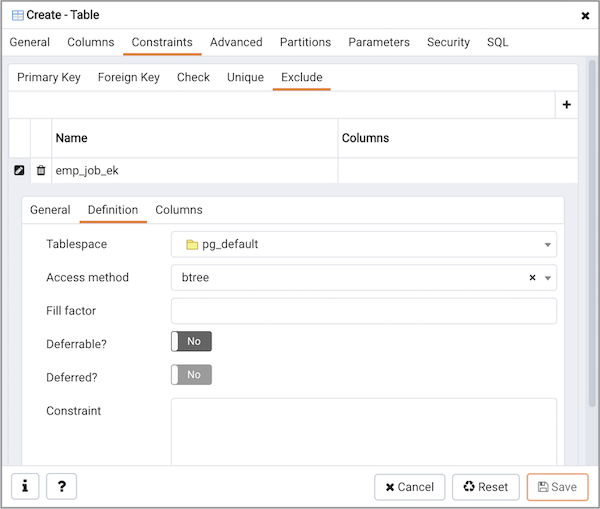 Create - Table
General Columns Constraints Advanced Partitions Parameters Security SQL
Primary Key Foreign Key Check Unique Exclude
Name Columns
emp_job_ek
General Definition Columns
Tablespace pg_default
Access method btree
Fill factor
Deferrable? No
Deferred? No
Constraint
i ? Cancel Reset Save